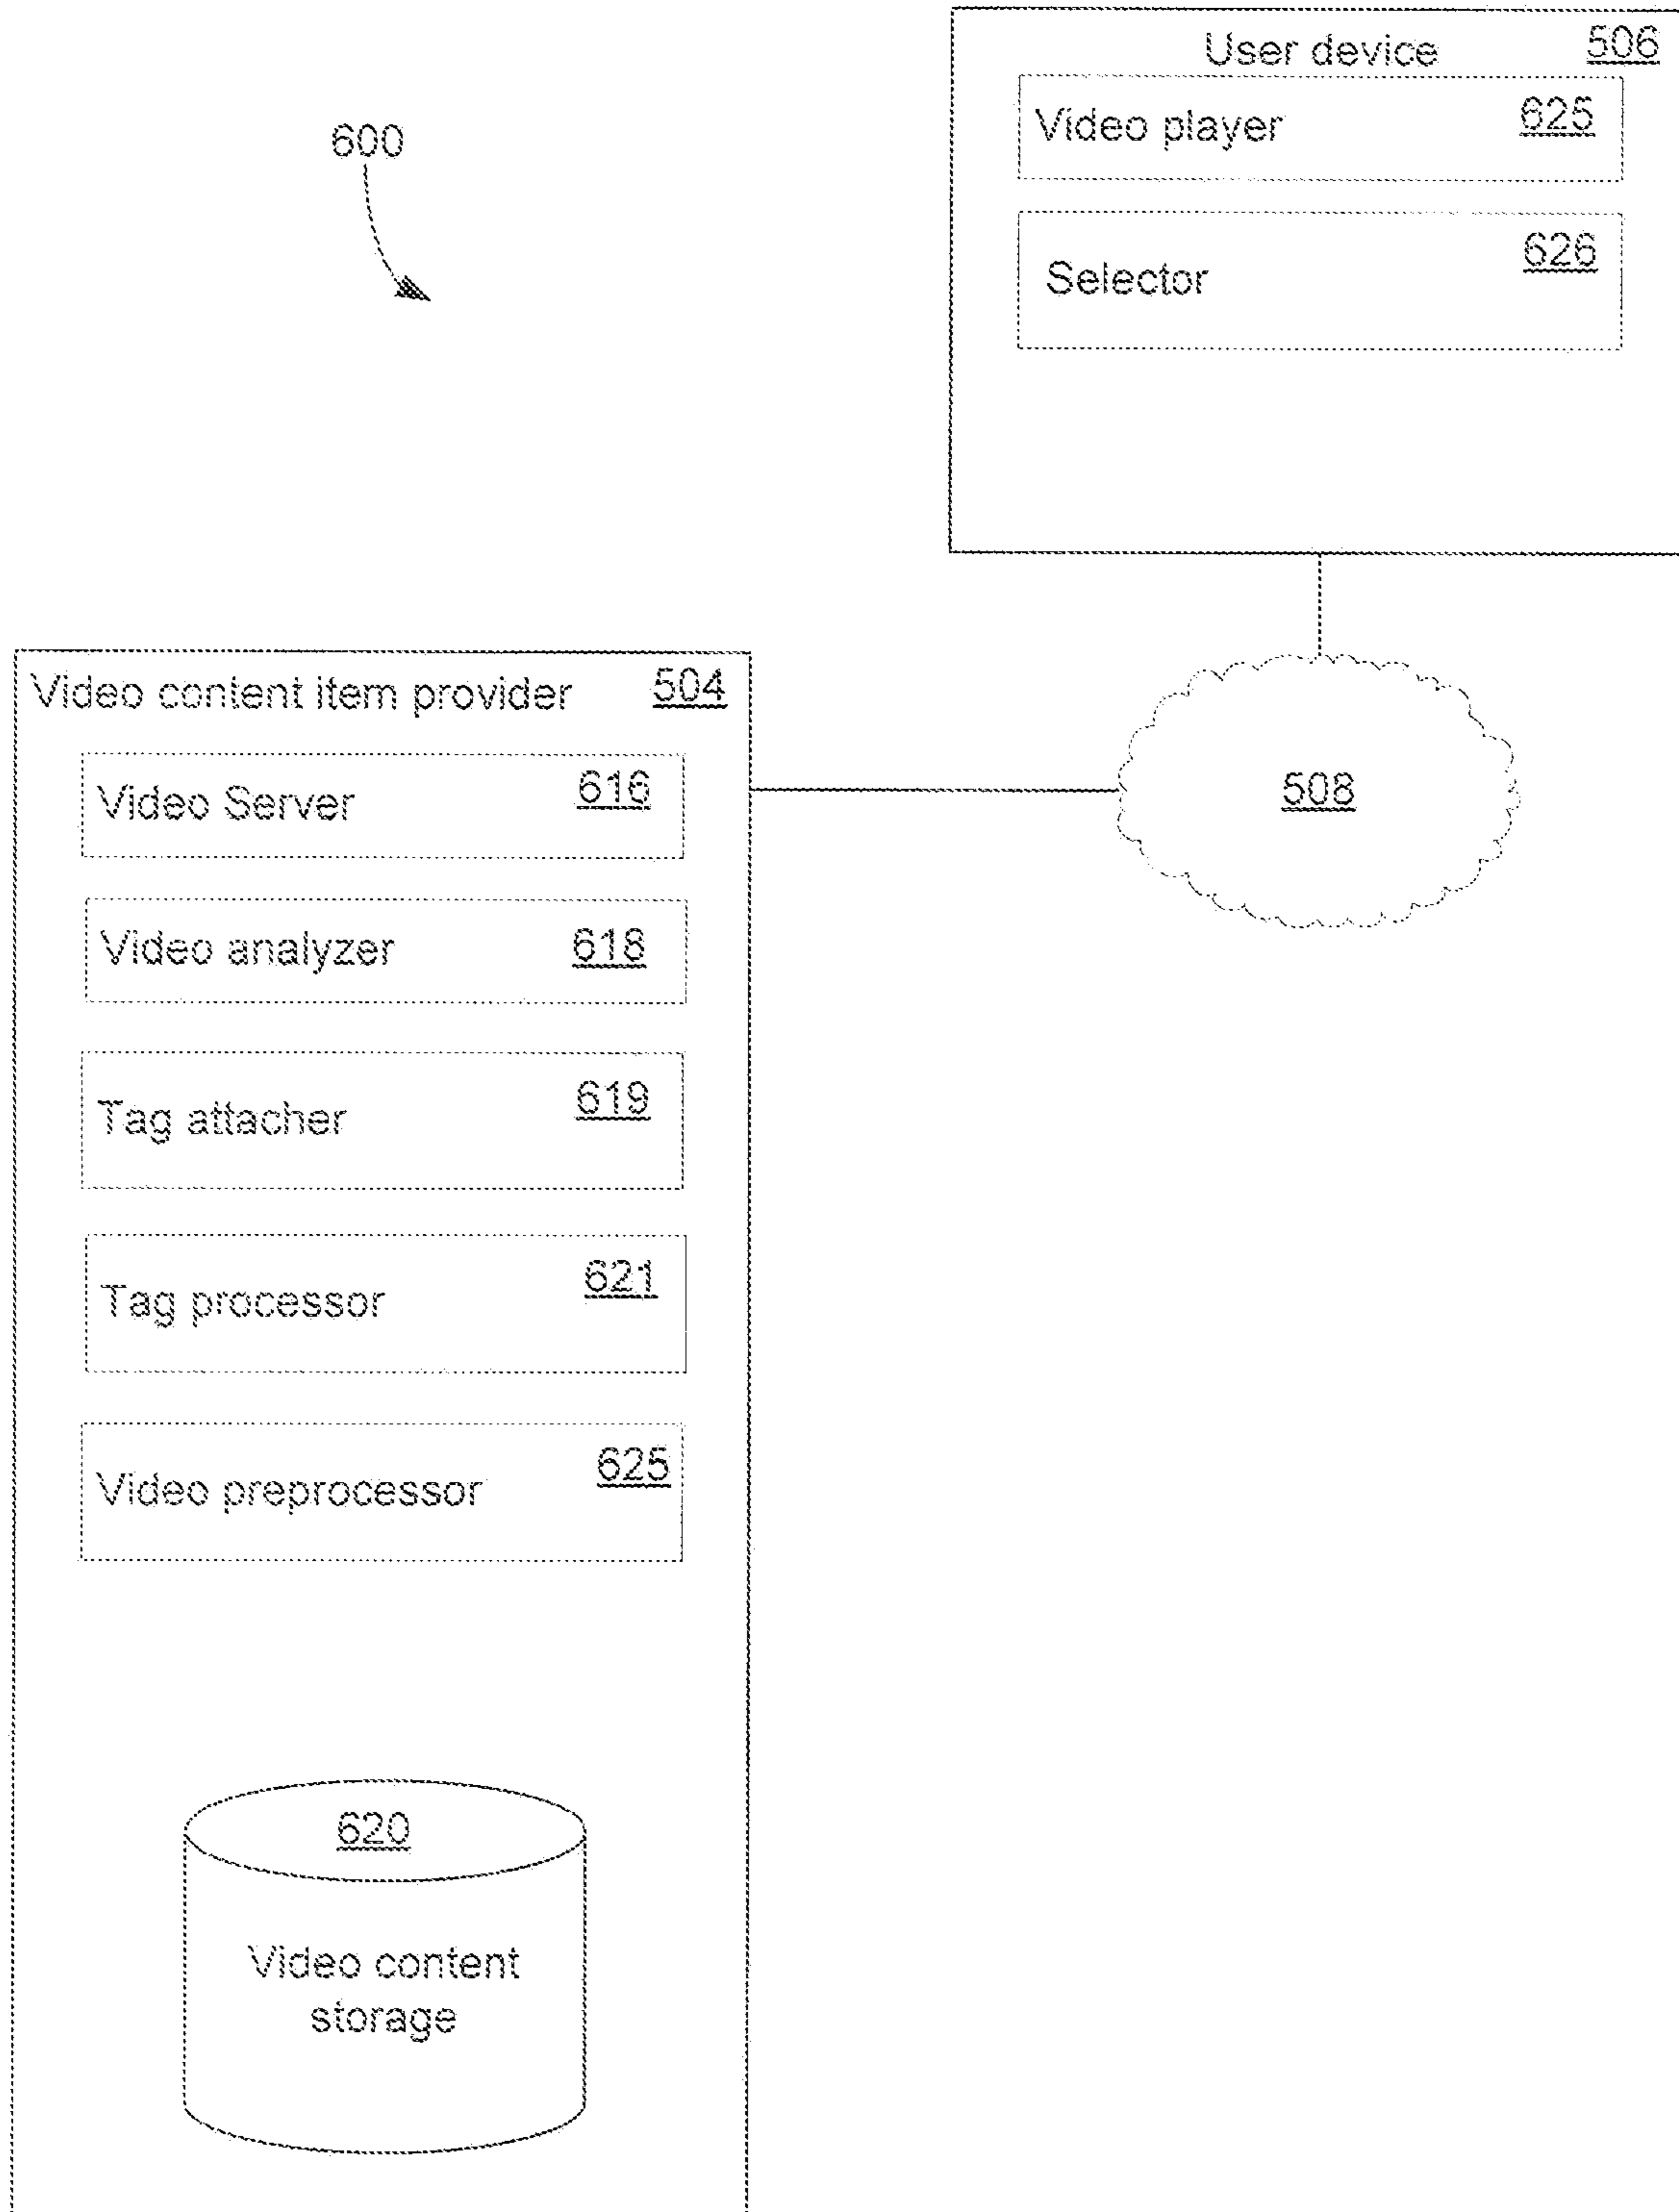 User device 506
Video player 625
Selector 626
600
508
Video content item provider 504
Video Server 616
Video analyzer 618
Tag attacher 619
Tag processor 621
Video preprocessor 625
620
Video content
storage